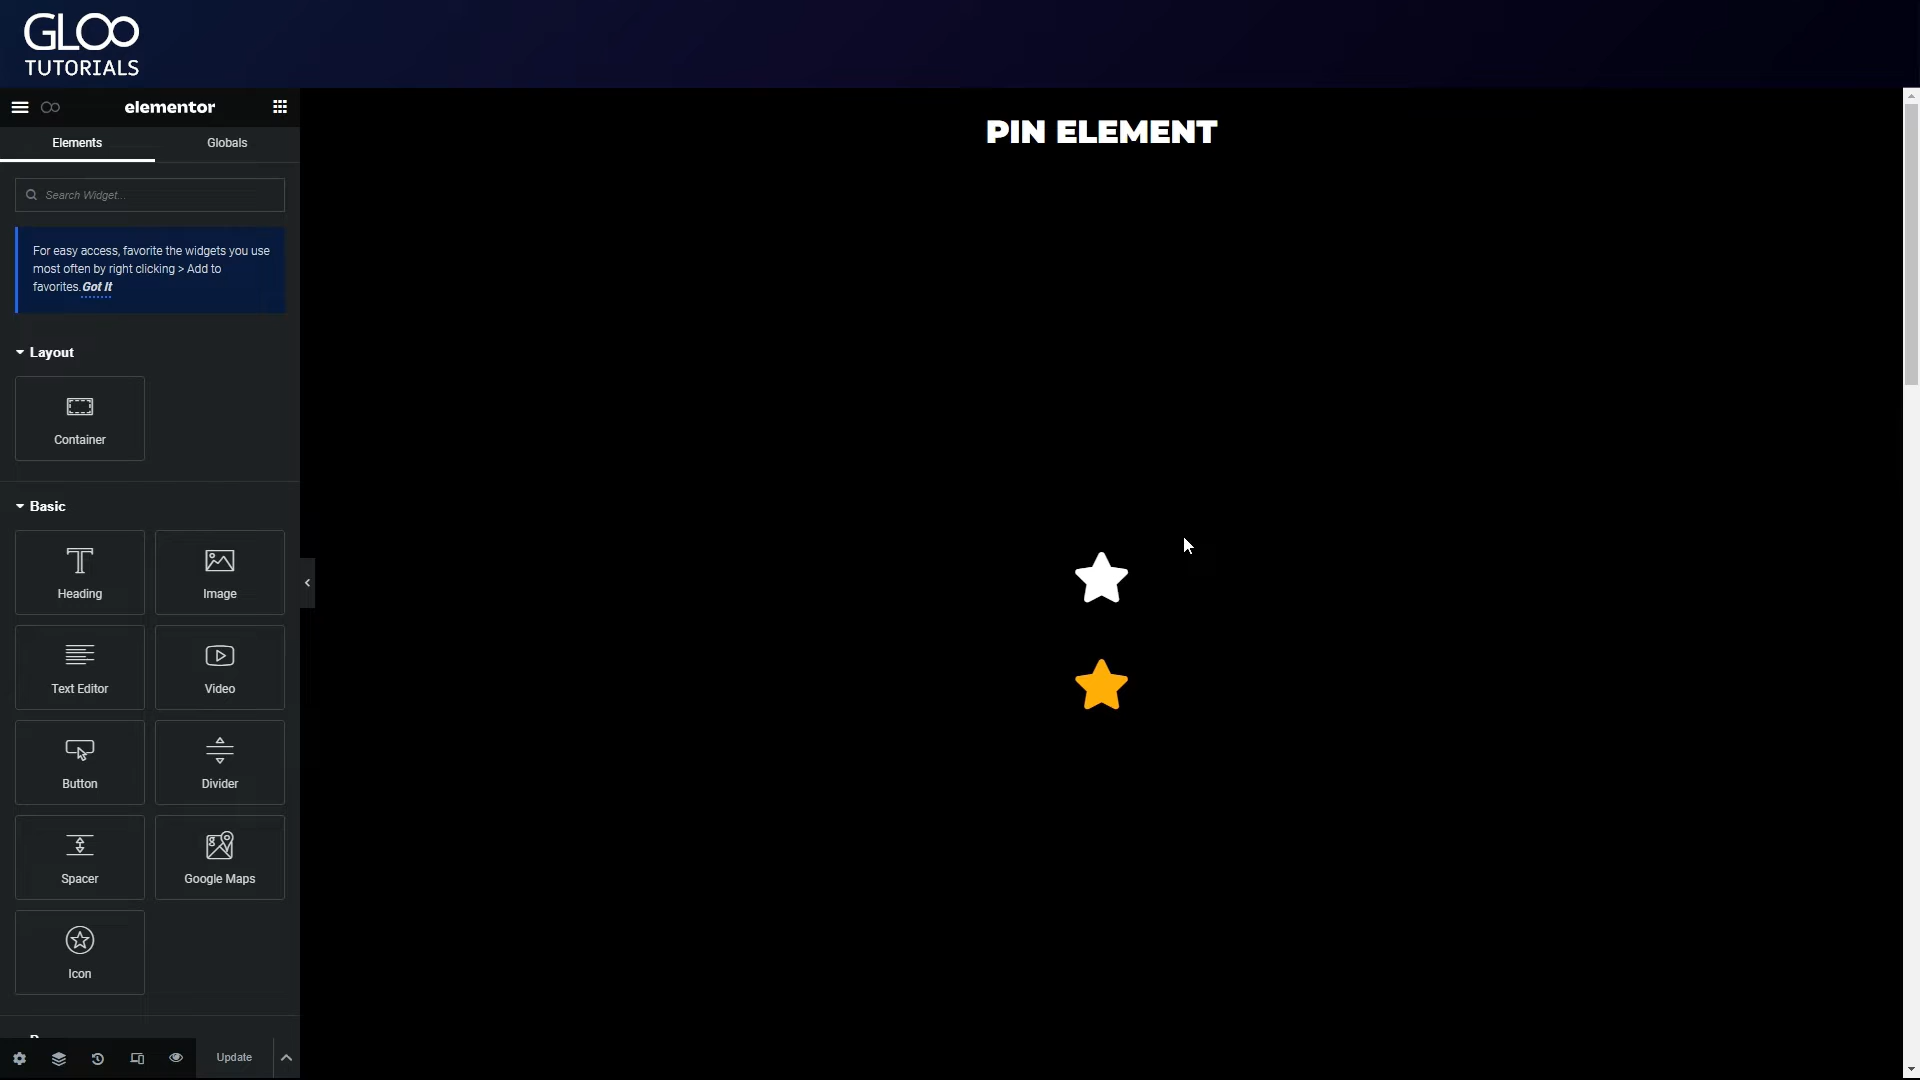 GLOO
TUTORIALS
elementor
Elements
Globals
PIN ELEMENT
Search Widget...
For easy access, favorite the widgets you use
most often by right clicking > Add to
favorites. Got It
Layout
Container
Basic
Heading
Image
Text Editor
Video
Button
Divider
Spacer
Google Maps
Icon
Update